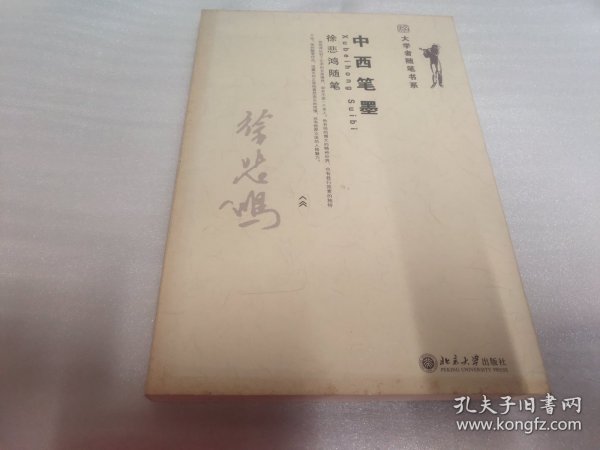 大学者随笔书系
中西笔墨
Xubeihong Suibi
徐悲鸿随笔
徐悲鸿
北京大学出版社
PEKING UNIVERSITY PRESS
孔夫子旧书网
www.kongfz.com